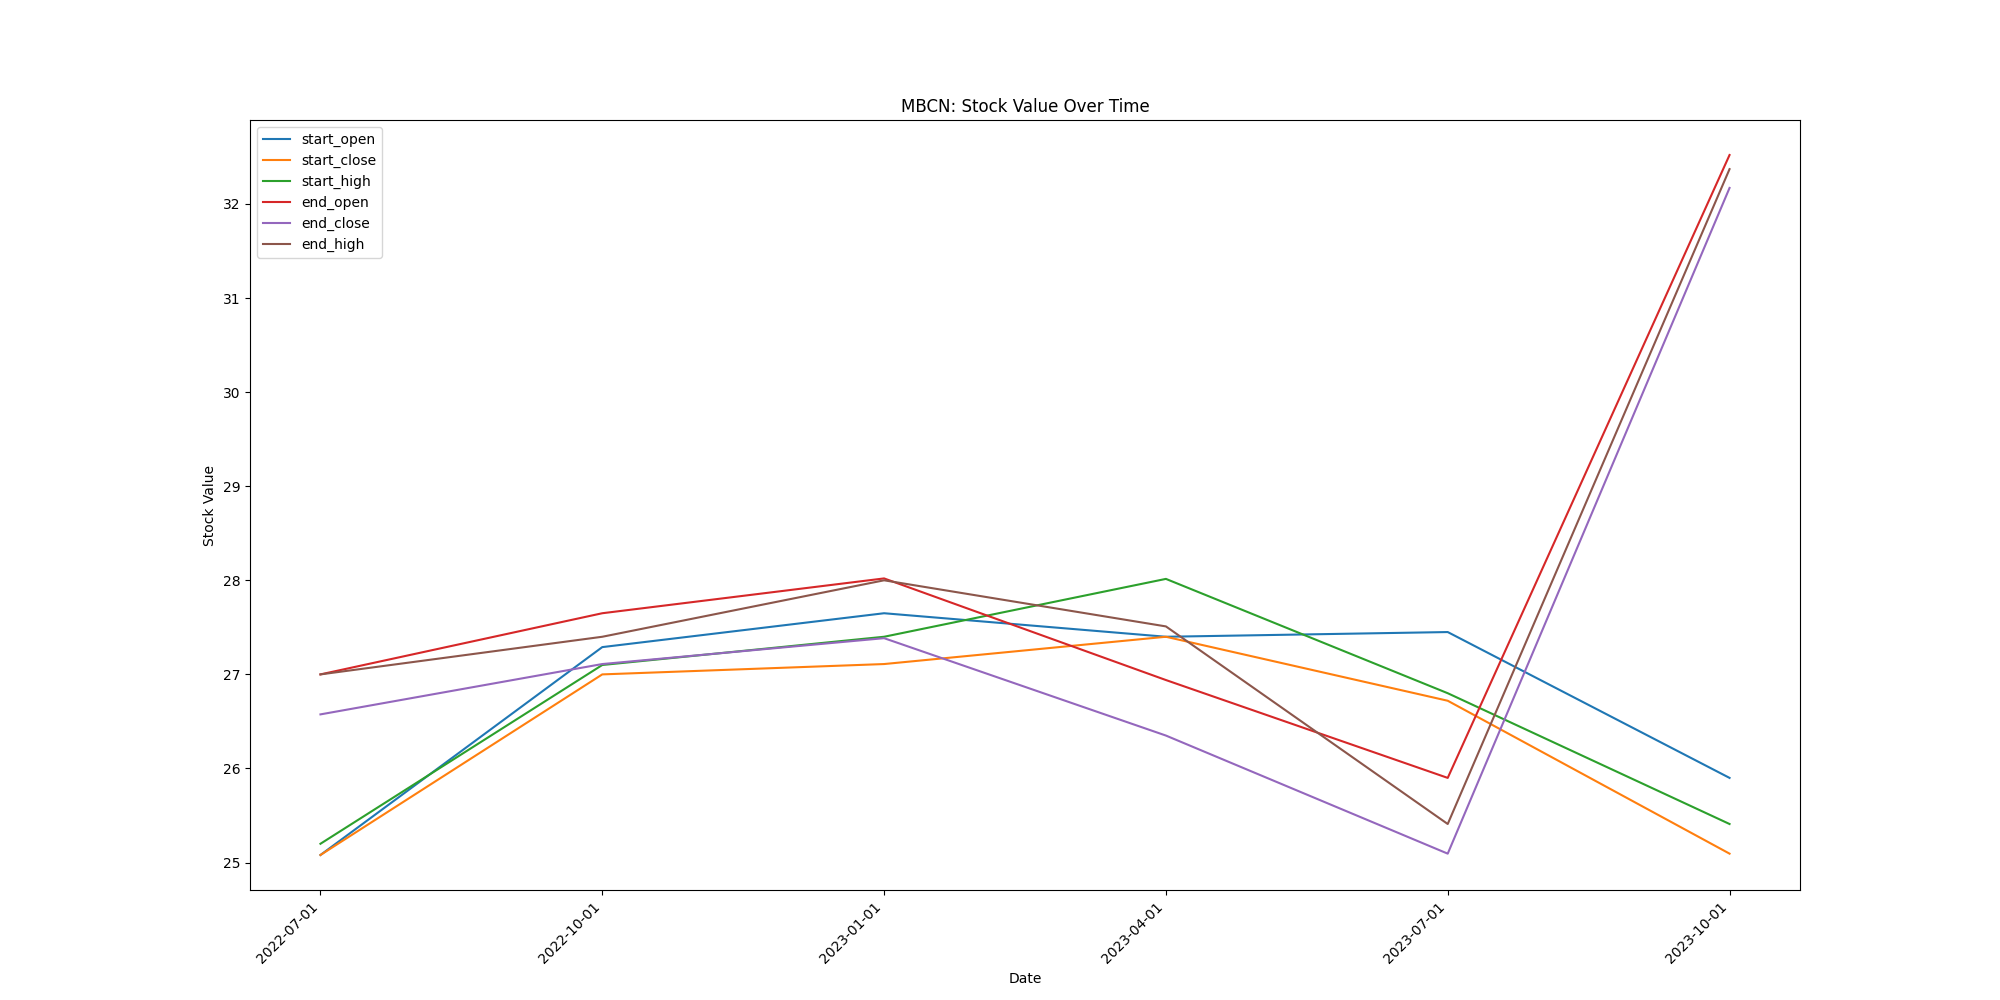 MBCN: Stock Value Over Time
start_open
start_close
start_high
end_open
end_close
end_high
32
31
30
29
28
27
26
25
Stock Value
2022-07-01
2022-10-01
2023-01-01
2023-04-01
2023-07-01
2023-10-01
Date